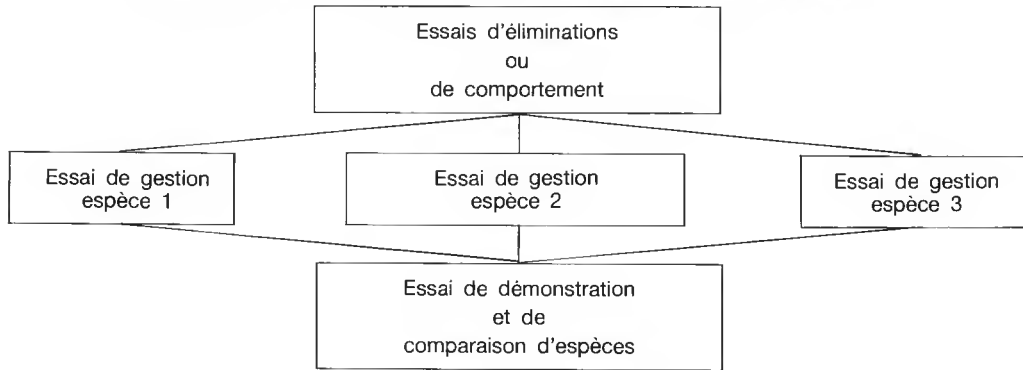 Essais d'éliminations
ou
de comportement
Essai de gestion
espèce 1
Essai de gestion
espèce 2
Essai de gestion
espèce 3
Essai de démonstration
et de
comparaison d'espèces